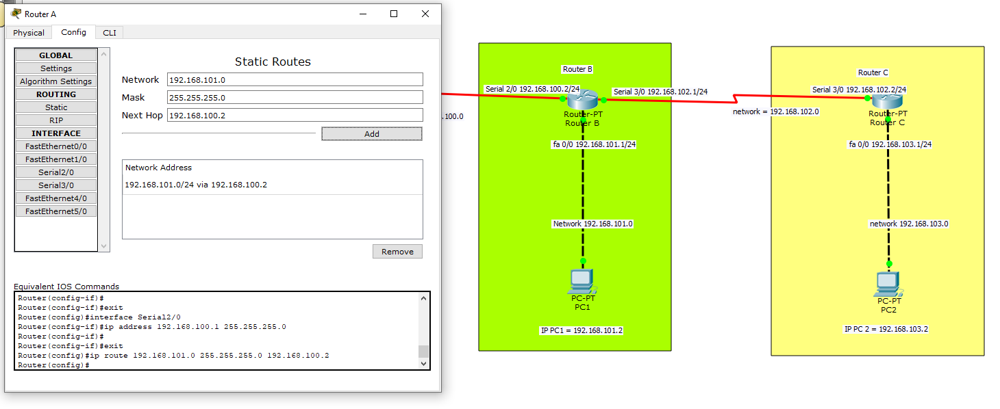 Router A
Physical Config CLI
GLOBAL
Settings
Algorithm Settings
ROUTING
Static
RIP
INTERFACE
FastEthernet0/0
FastEthernet1/0
Serial2/0
Serial3/0
FastEthernet4/0
FastEthernet5/0
Static Routes
Network 192.168.101.0
Mask 255.255.255.0
Next Hop 192.168.100.2
Add
Network Address
192.168.101.0/24 via 192.168.100.2
Remove
Equivalent IOS Commands
Router(config-if)#
Router(config-if)#exit
Router(config)#interface Serial2/0
Router(config-if)#ip address 192.168.100.1 255.255.255.0
Router(config-if)#
Router(config-if)#exit
Router(config)#ip route 192.168.101.0 255.255.255.0 192.168.100.2
Router(config)#
.100.0
Router B
Serial 2/0 192.168.100.2/24
Serial 3/0 192.168.102.1/24
Router-PT
Router B
fa 0/0 192.168.101.1/24
Network 192.168.101.0
PC-PT
PC1
IP PC1 = 192.168.101.2
network = 192.168.102.0
Router C
Serial 3/0 192.168.102.2/24
Router-PT
Router C
fa 0/0 192.168.103.1/24
network 192.168.103.0
PC-PT
PC2
IP PC 2 = 192.168.103.2